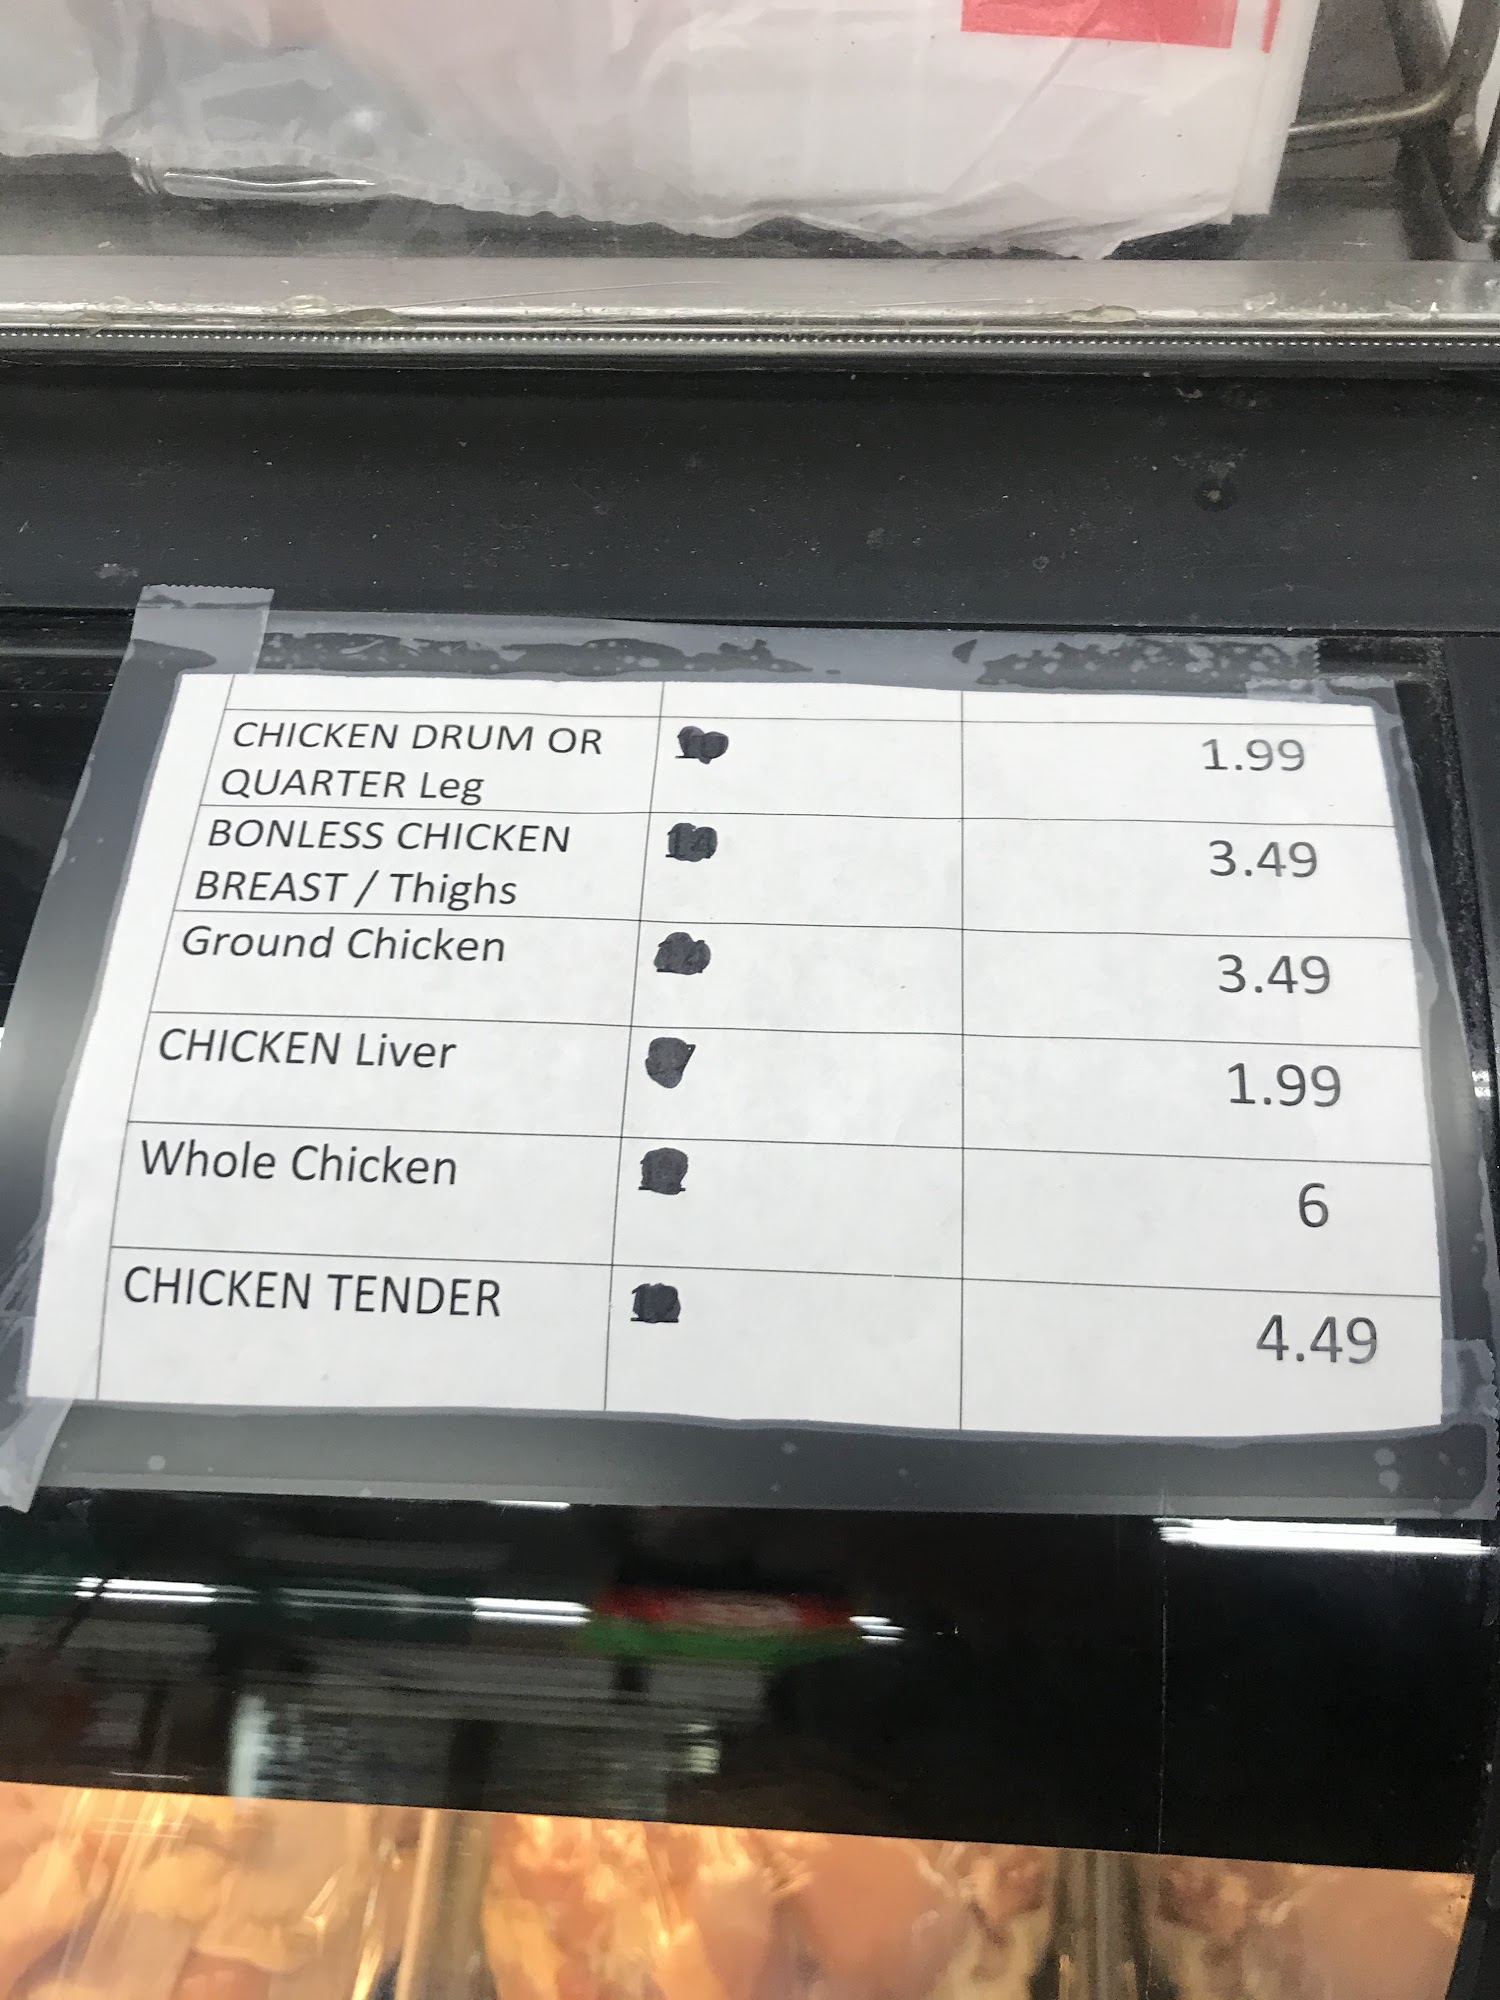 CHICKEN DRUM OR
QUARTER Leg
1.99
BONLESS CHICKEN
BREAST / Thighs
3.49
Ground Chicken
3.49
CHICKEN Liver
1.99
Whole Chicken
6
CHICKEN TENDER
4.49